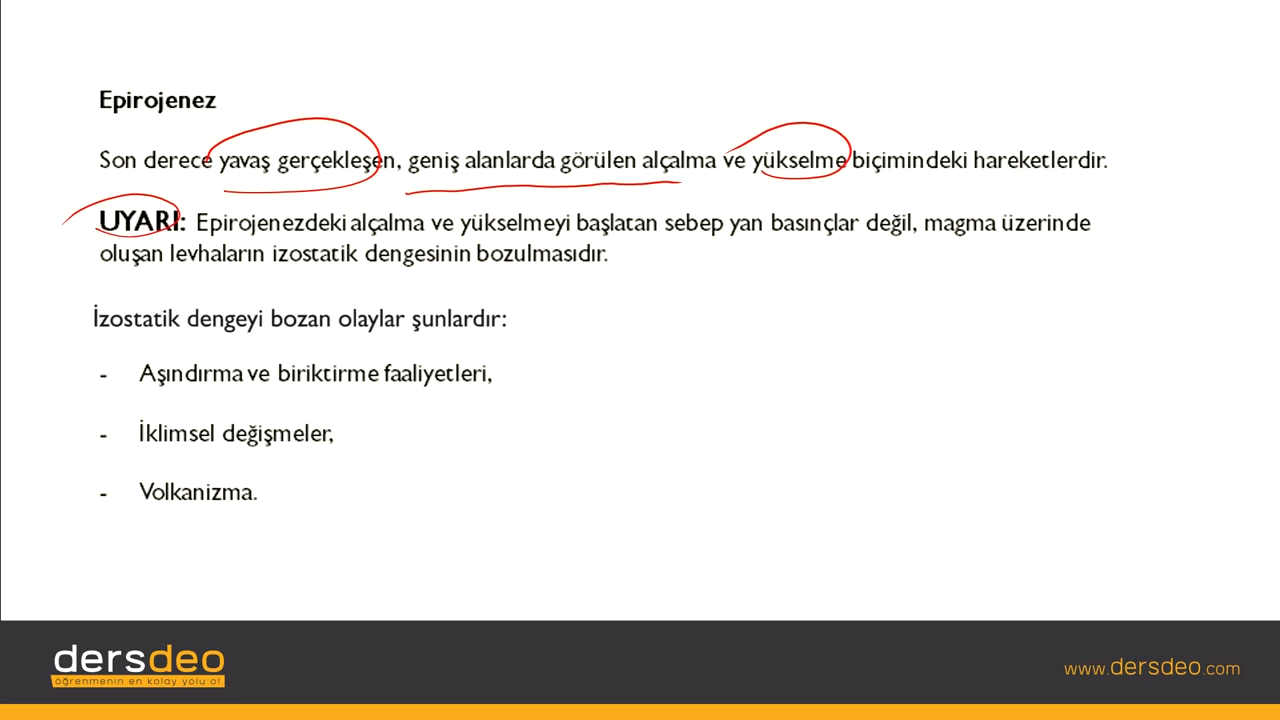 Epirojenez
Son derece yavaş gerçekleşen, geniş alanlarda görülen alçalma ve yükselme biçimindeki hareketlerdir.
UYARI: Epirojenezdeki alçalma ve yükselmeyi başlatan sebep yan basınçlar değil, magma üzerinde
oluşan levhaların izostatik dengesinin bozulmasıdır.
İzostatik dengeyi bozan olaylar şunlardır:
- Aşındırma ve biriktirme faaliyetleri,
- İklimsel değişmeler,
- Volkanizma.
dersdeo
öğrenmenin en kolay yolu o!
www.dersdeo.com